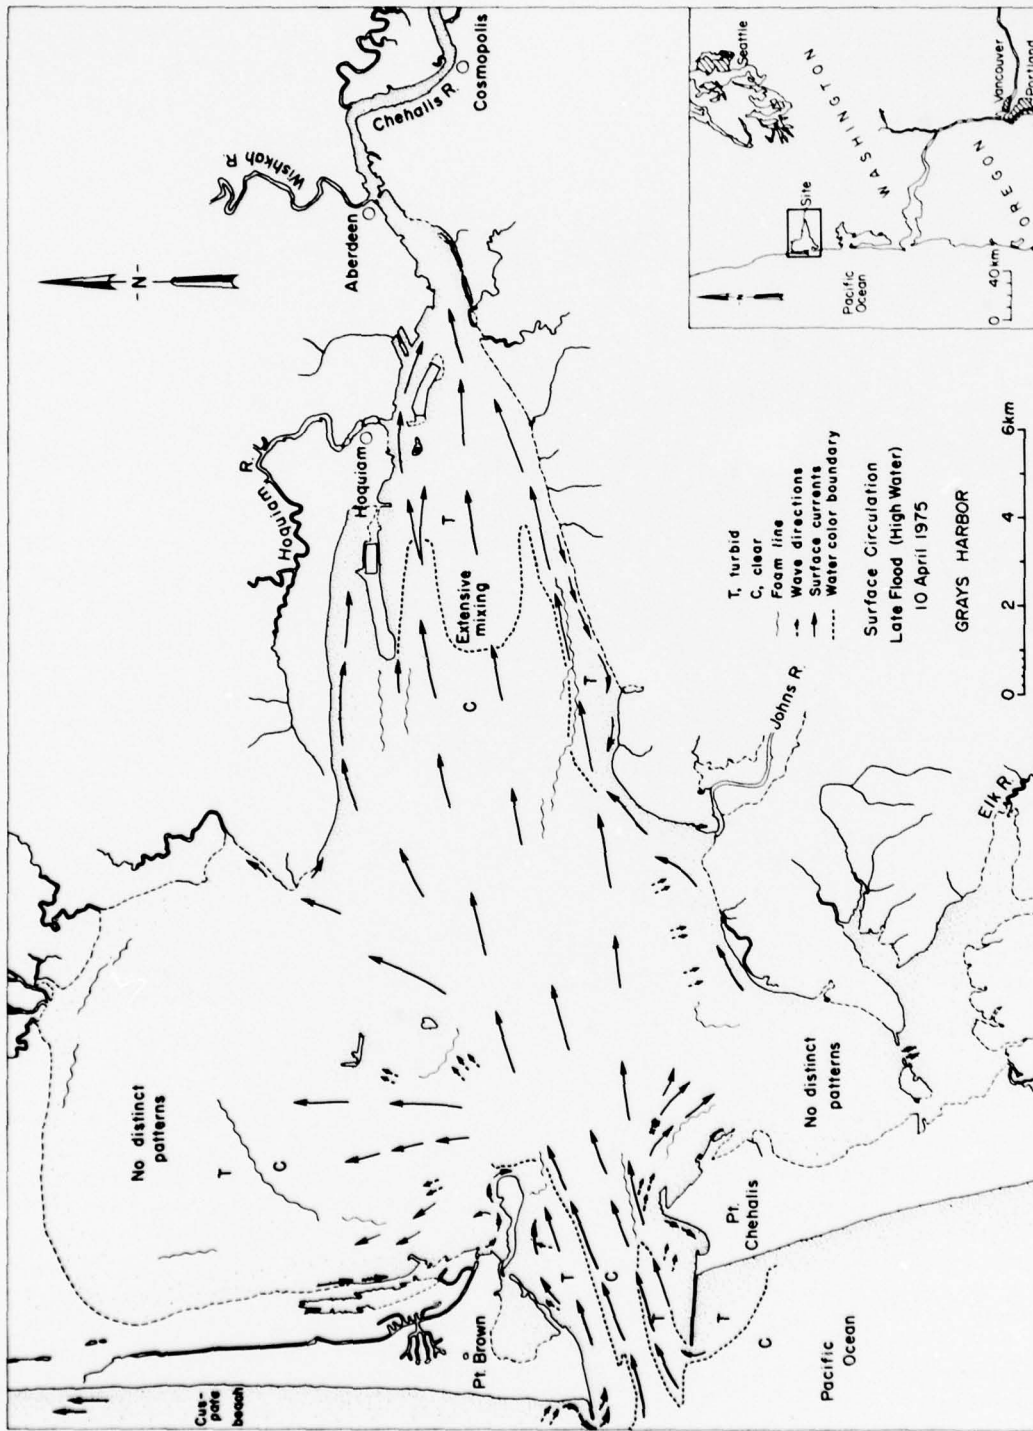 Wishkah
R.
Aberdeen
Chehalis R.
Cosmopolis
-N-
Hoquiam
R.
Hoquiam
T
Extensive
mixing
C
T
No distinct
patterns
T
C
Johns R.
Elk R.
No distinct
patterns
Pt.
Chehalis
Pt. Brown
T
T
C
T
T
C
Pacific
Ocean
Cus-
pate
beach
T, turbid
C, clear
Foam line
Wave directions
Surface currents
Water color boundary
Surface Circulation
Late Flood (High Water)
10 April 1975
GRAYS HARBOR
0 2 4 6km
Seattle
WASHINGTON
Site
N
Pacific
Ocean
Vancouver
Portland
OREGON
0 40km